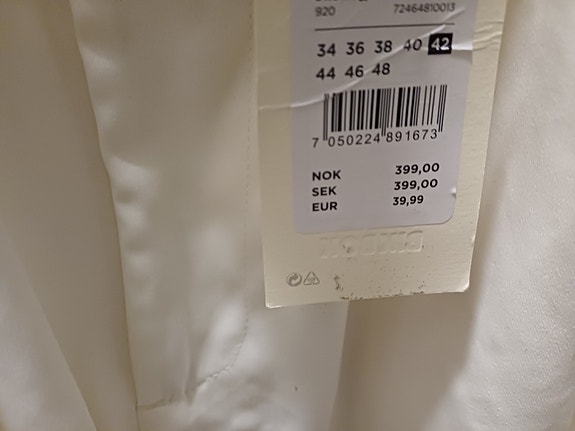 920 72464810013
34 36 38 40 42
44 46 48
7 050224 891673
NOK 399,00
SEK 399,00
EUR 39,99